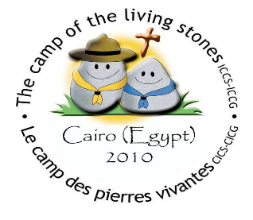 • The camp of the living stones ICCS-ICCG •
Cairo (Egypt)
2010
Le camp des pierres vivantes CICS-CICG